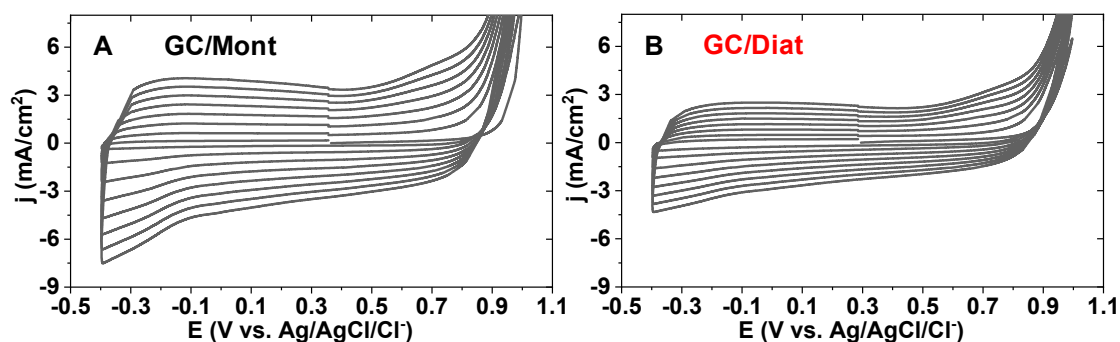 A GC/Mont
6
3
0
-3
-6
-9
j (mA/cm²)
-0.5 -0.3 -0.1 0.1 0.3 0.5 0.7 0.9 1.1
E (V vs. Ag/AgCl/Cl⁻)
B GC/Diat
6
3
0
-3
-6
-9
j (mA/cm²)
-0.5 -0.3 -0.1 0.1 0.3 0.5 0.7 0.9 1.1
E (V vs. Ag/AgCl/Cl⁻)